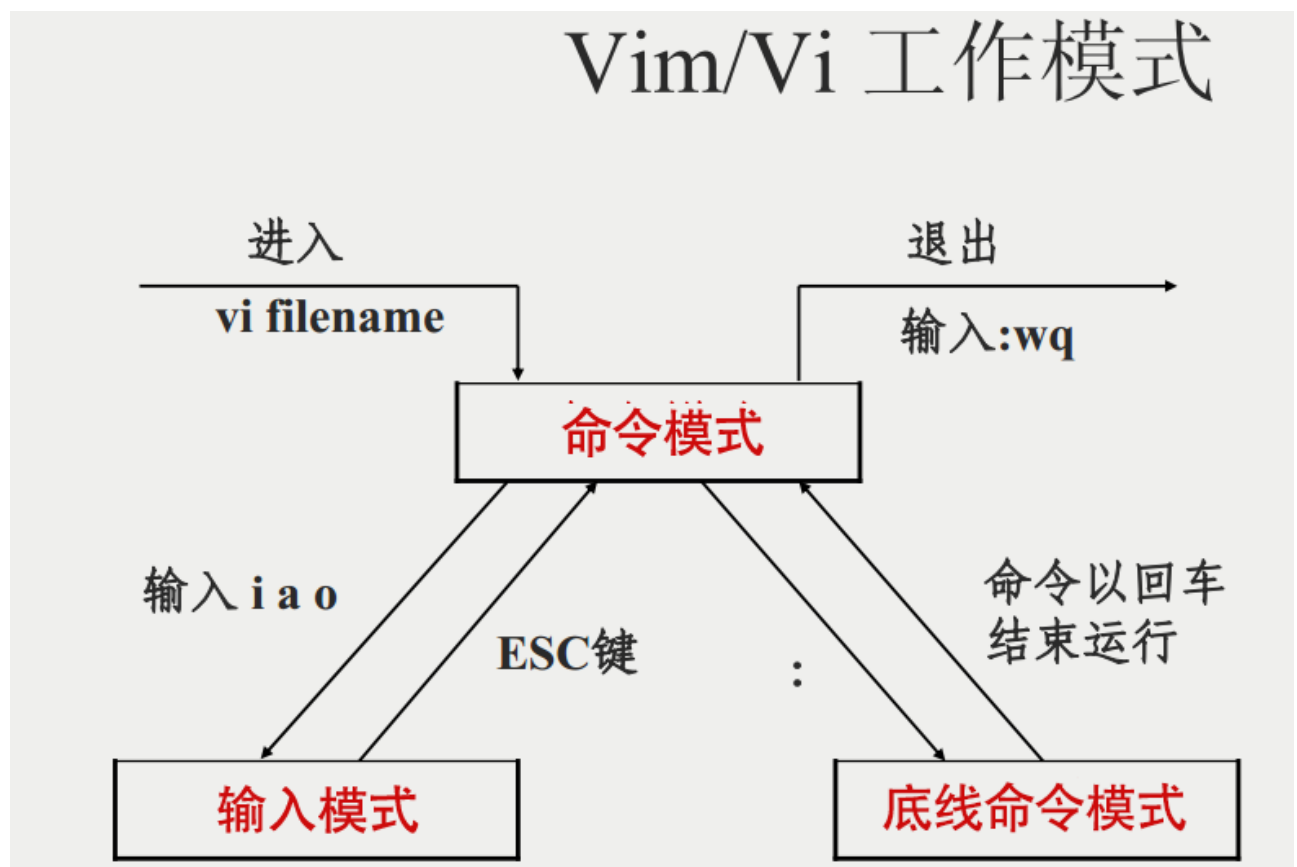 Vim/Vi 工作模式
进入
vi filename
退出
输入:wq
命令模式
输入 i a o
ESC键
:
命令以回车
结束运行
输入模式
底线命令模式